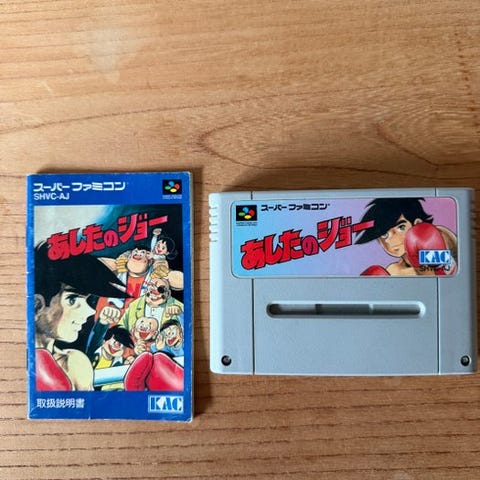 スーパーファミコン
SHVC-AJ
あしたのジョー
取扱説明書
KAC
スーパーファミコン
あしたのジョー
KAC
SHVC-AJ